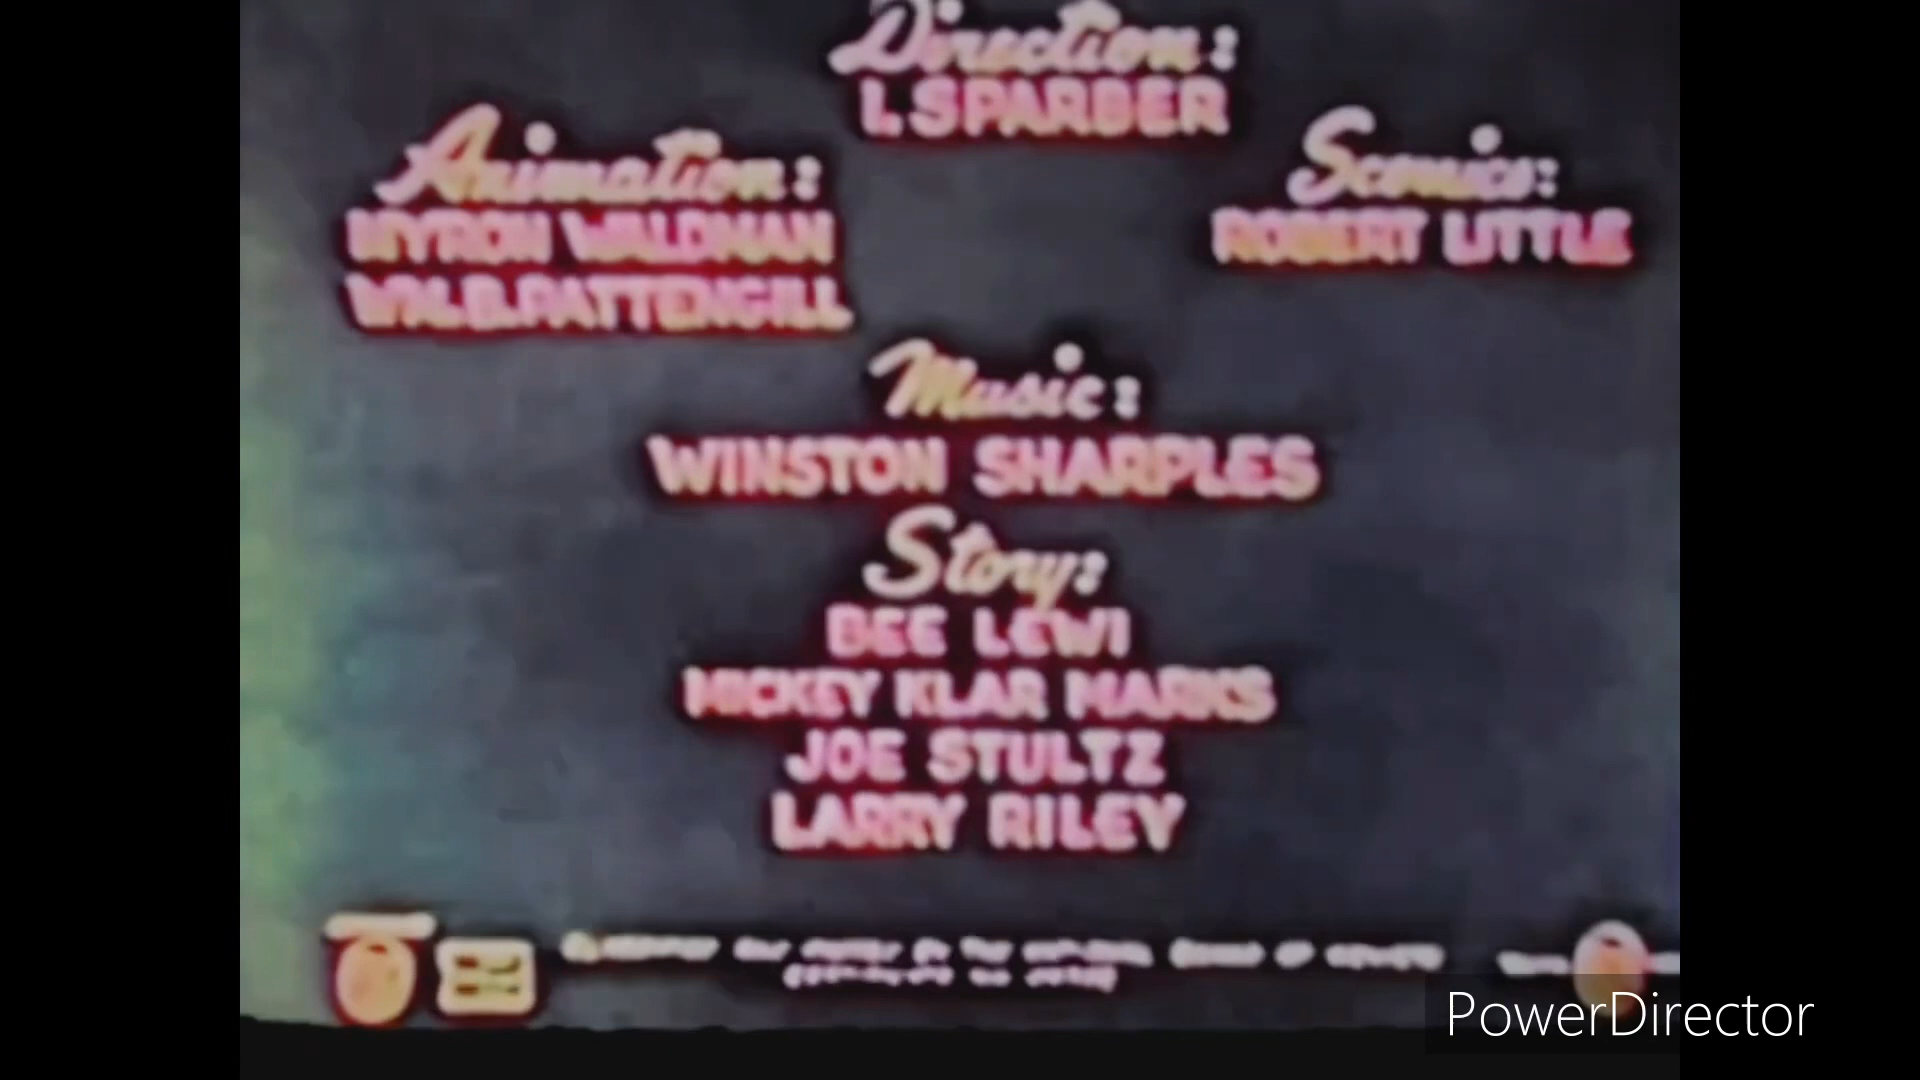 Direction:
I. SPARBER
Animation:
MYRON WALDMAN
WM.B.PATTENGILL
Scenics:
ROBERT LITTLE
Music:
WINSTON SHARPLES
Story:
BEE LEWI
MICKEY KLAR MARKS
JOE STULTZ
LARRY RILEY
PowerDirector